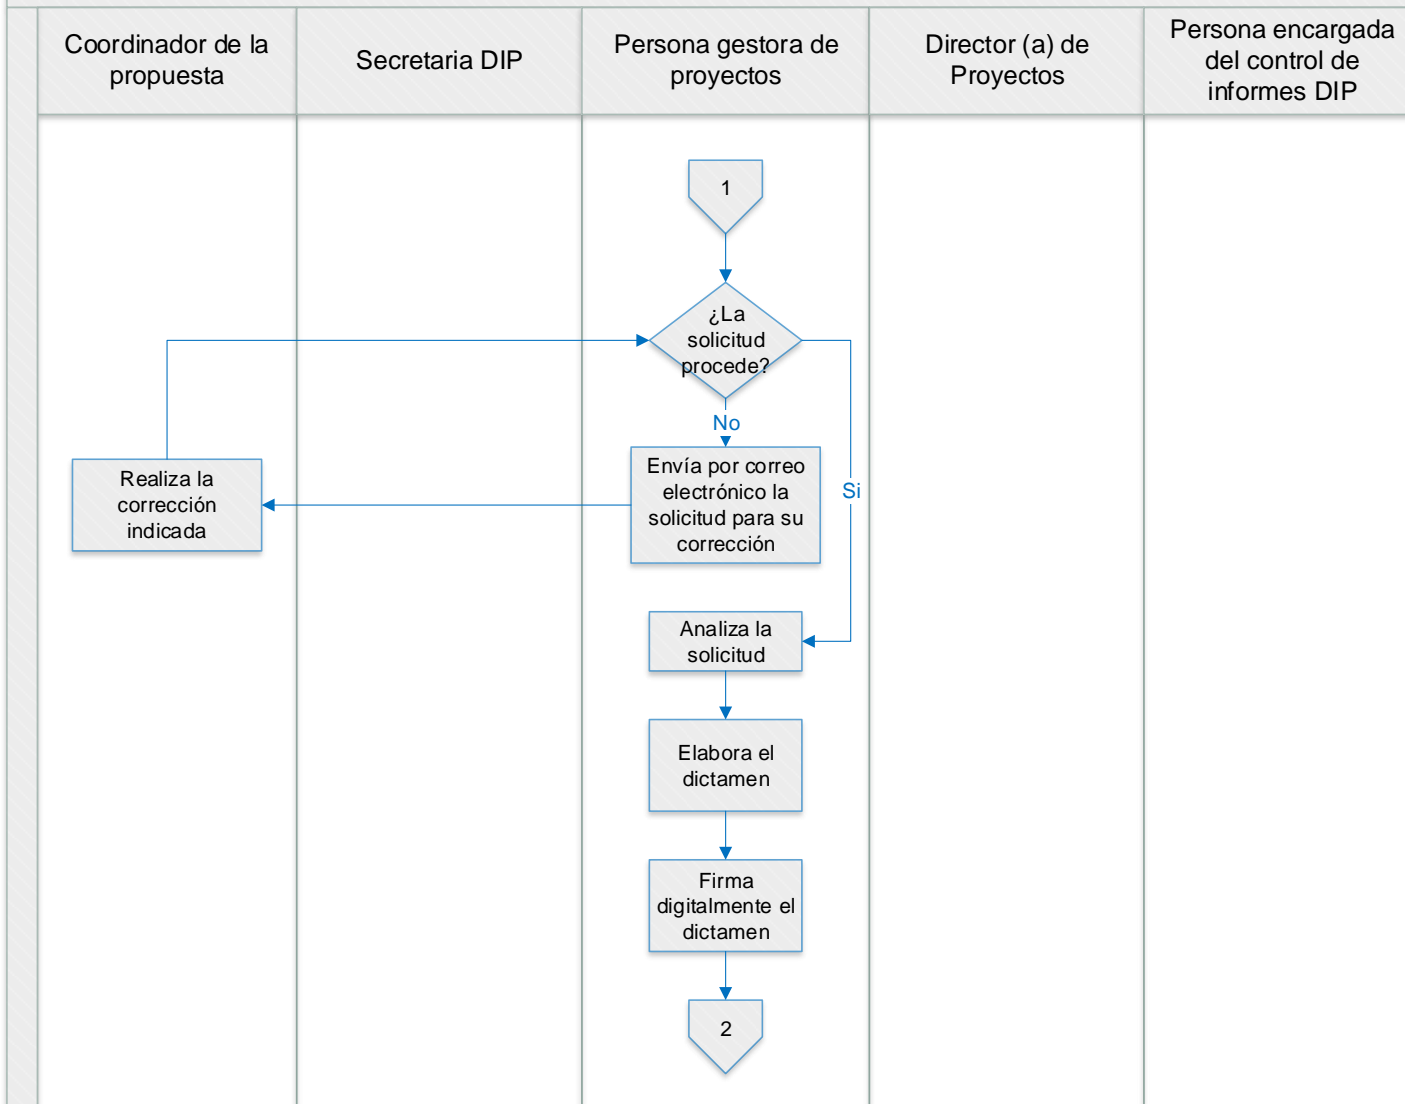 Coordinador de la
propuesta
Secretaria DIP
Persona gestora de
proyectos
Director (a) de
Proyectos
Persona encargada
del control de
informes DIP
1
¿La
solicitud
procede?
No
Si
Envía por correo
electrónico la
solicitud para su
corrección
Realiza la
corrección
indicada
Analiza la
solicitud
Elabora el
dictamen
Firma
digitalmente el
dictamen
2